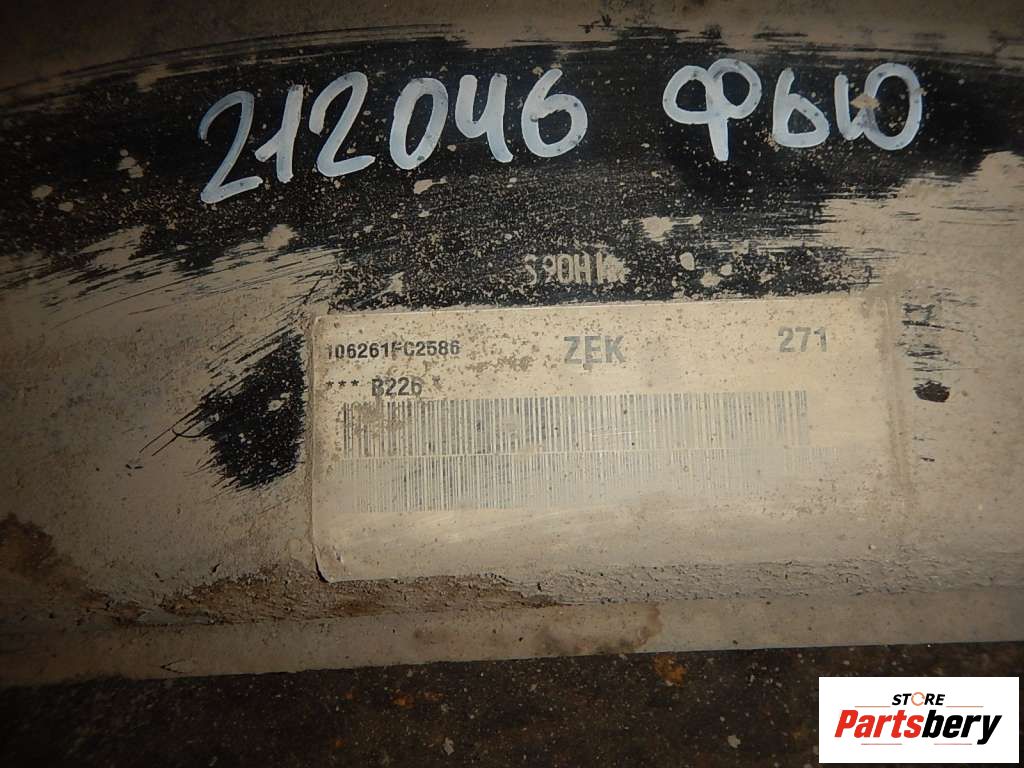 212046 ФЫЮ
106261FC2586 ZEK 271
*** B226 *
STORE
Partsbery